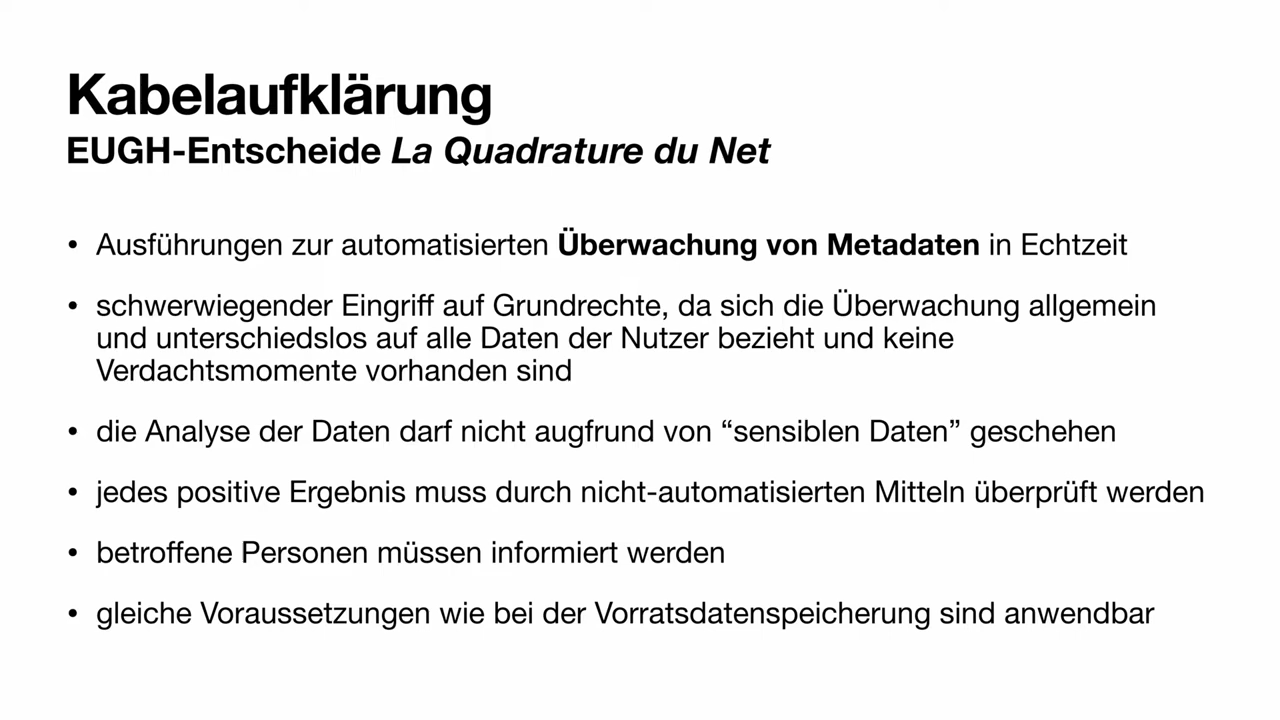 Kabelaufklärung
EUGH-Entscheide La Quadrature du Net
• Ausführungen zur automatisierten Überwachung von Metadaten in Echtzeit
• schwerwiegender Eingriff auf Grundrechte, da sich die Überwachung allgemein
und unterschiedslos auf alle Daten der Nutzer bezieht und keine
Verdachtsmomente vorhanden sind
• die Analyse der Daten darf nicht augfrund von “sensiblen Daten” geschehen
• jedes positive Ergebnis muss durch nicht-automatisierten Mitteln überprüft werden
• betroffene Personen müssen informiert werden
• gleiche Voraussetzungen wie bei der Vorratsdatenspeicherung sind anwendbar